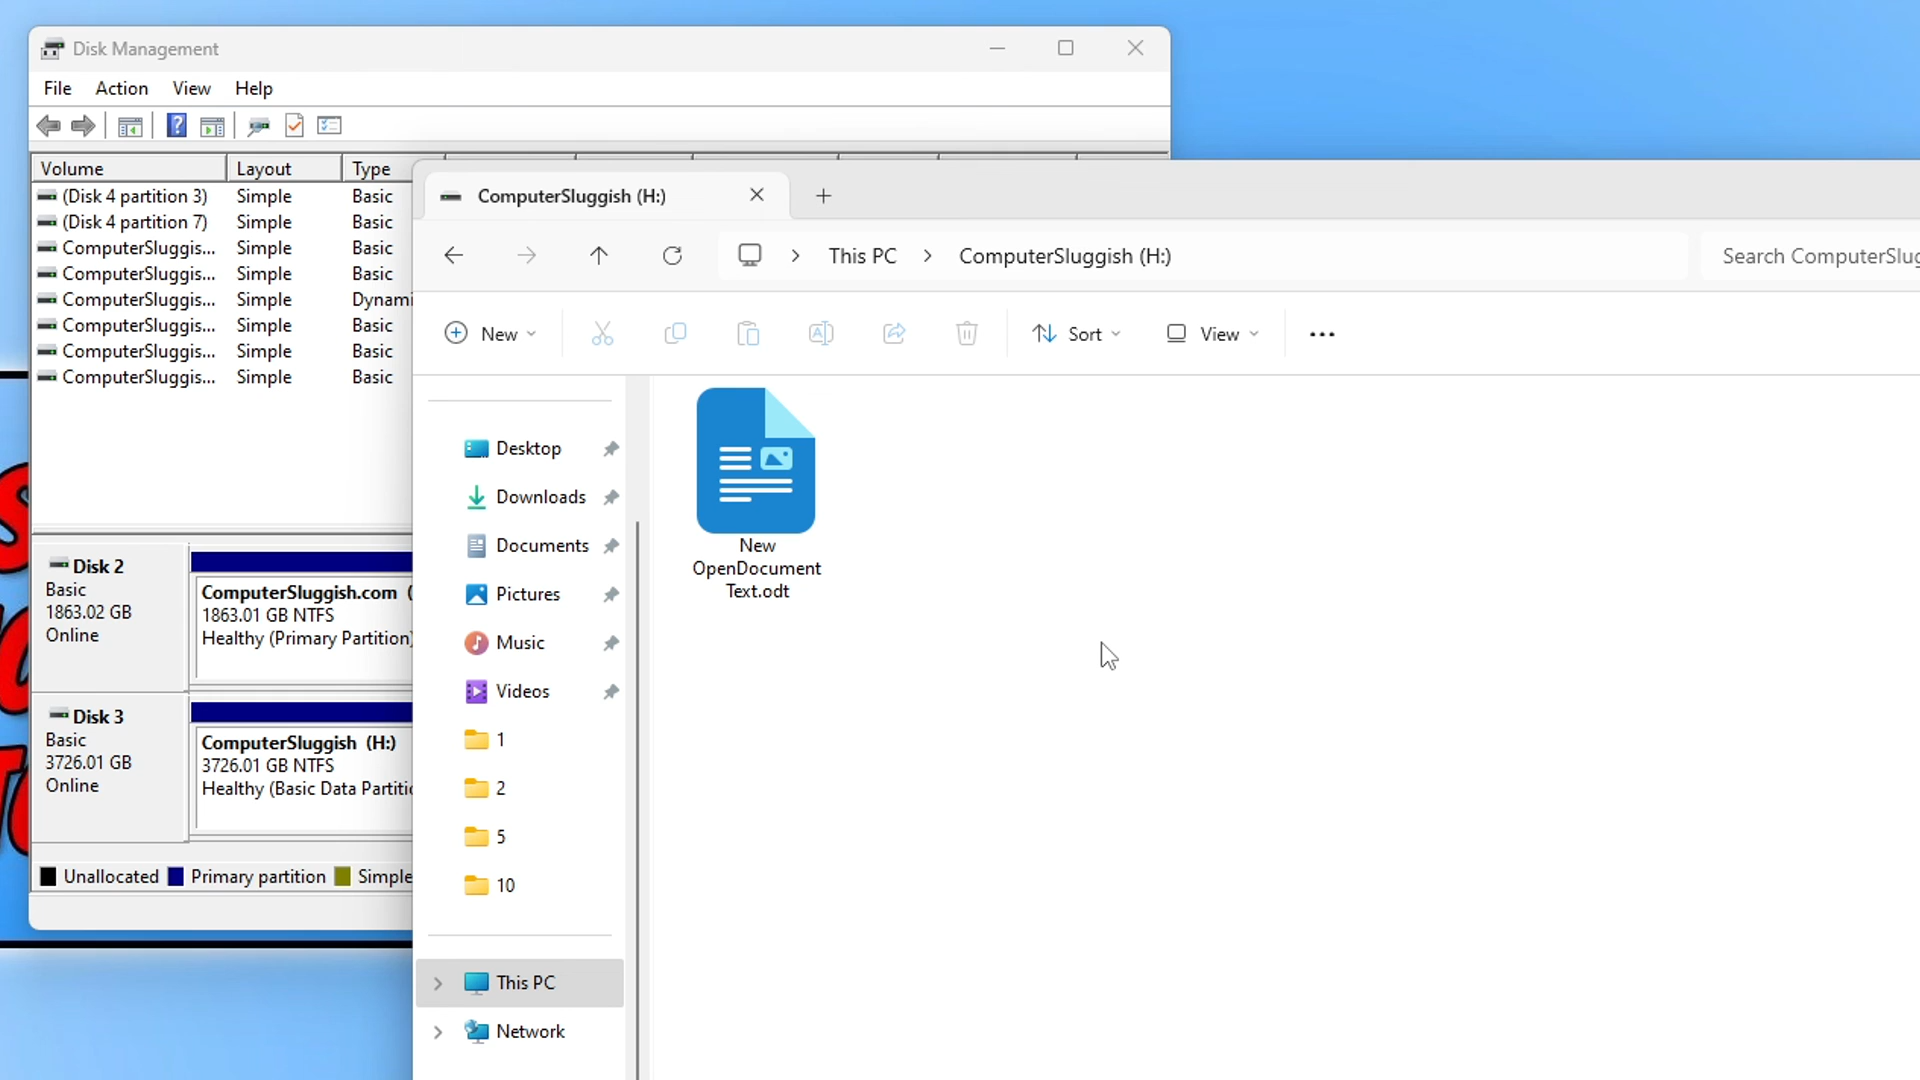 Disk Management
File Action View Help
Volume Layout Type
(Disk 4 partition 3) Simple Basic
(Disk 4 partition 7) Simple Basic
ComputerSluggis... Simple Basic
ComputerSluggis... Simple Basic
ComputerSluggis... Simple Dynami
ComputerSluggis... Simple Basic
ComputerSluggis... Simple Basic
ComputerSluggis... Simple Basic
Disk 2
Basic
1863.02 GB
Online
ComputerSluggish.com (
1863.01 GB NTFS
Healthy (Primary Partition)
Disk 3
Basic
3726.01 GB
Online
ComputerSluggish (H:)
3726.01 GB NTFS
Healthy (Basic Data Partitio
Unallocated Primary partition Simple
ComputerSluggish (H:)
This PC > ComputerSluggish (H:)
Search ComputerSlug
New Sort View
Desktop
Downloads
Documents
Pictures
Music
Videos
1
2
5
10
This PC
Network
New
OpenDocument
Text.odt